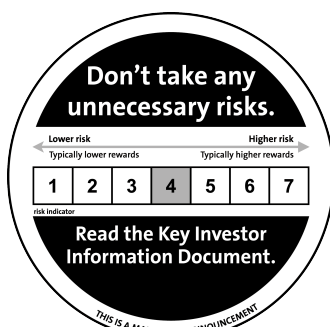 Don't take any
unnecessary risks.
Lower risk Higher risk
Typically lower rewards Typically higher rewards
1 2 3 4 5 6 7
risk indicator
Read the Key Investor
Information Document.
THIS IS A